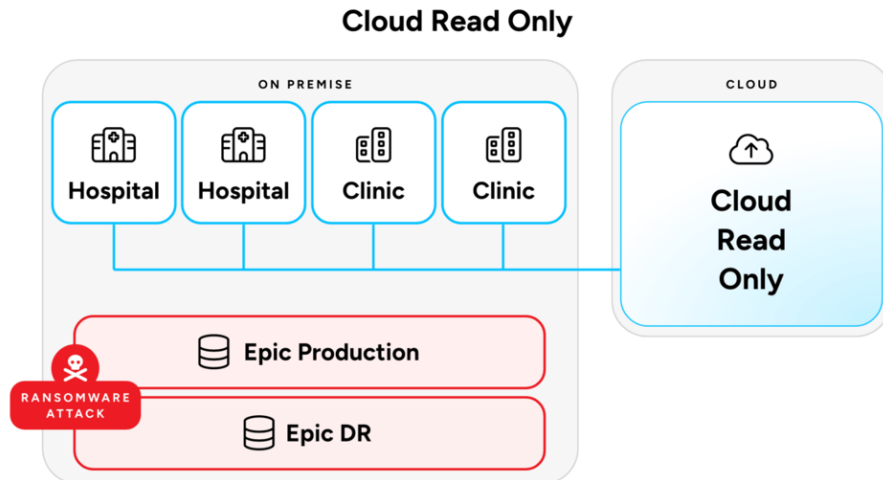 Cloud Read Only
ON PREMISE
CLOUD
Hospital
Hospital
Clinic
Clinic
Cloud
Read
Only
Epic Production
RANSOMWARE
ATTACK
Epic DR